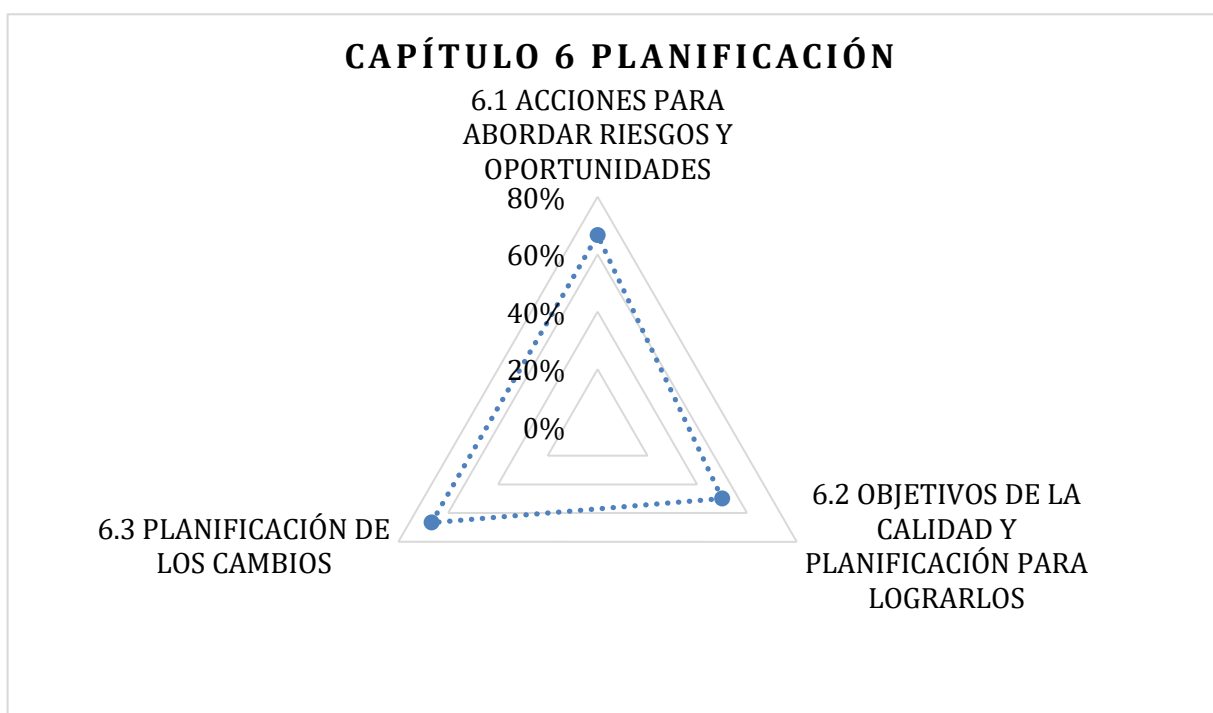 CAPÍTULO 6 PLANIFICACIÓN
6.1 ACCIONES PARA
ABORDAR RIESGOS Y
OPORTUNIDADES
80%
60%
40%
20%
0%
6.2 OBJETIVOS DE LA
CALIDAD Y
PLANIFICACIÓN PARA
LOGRARLOS
6.3 PLANIFICACIÓN DE
LOS CAMBIOS